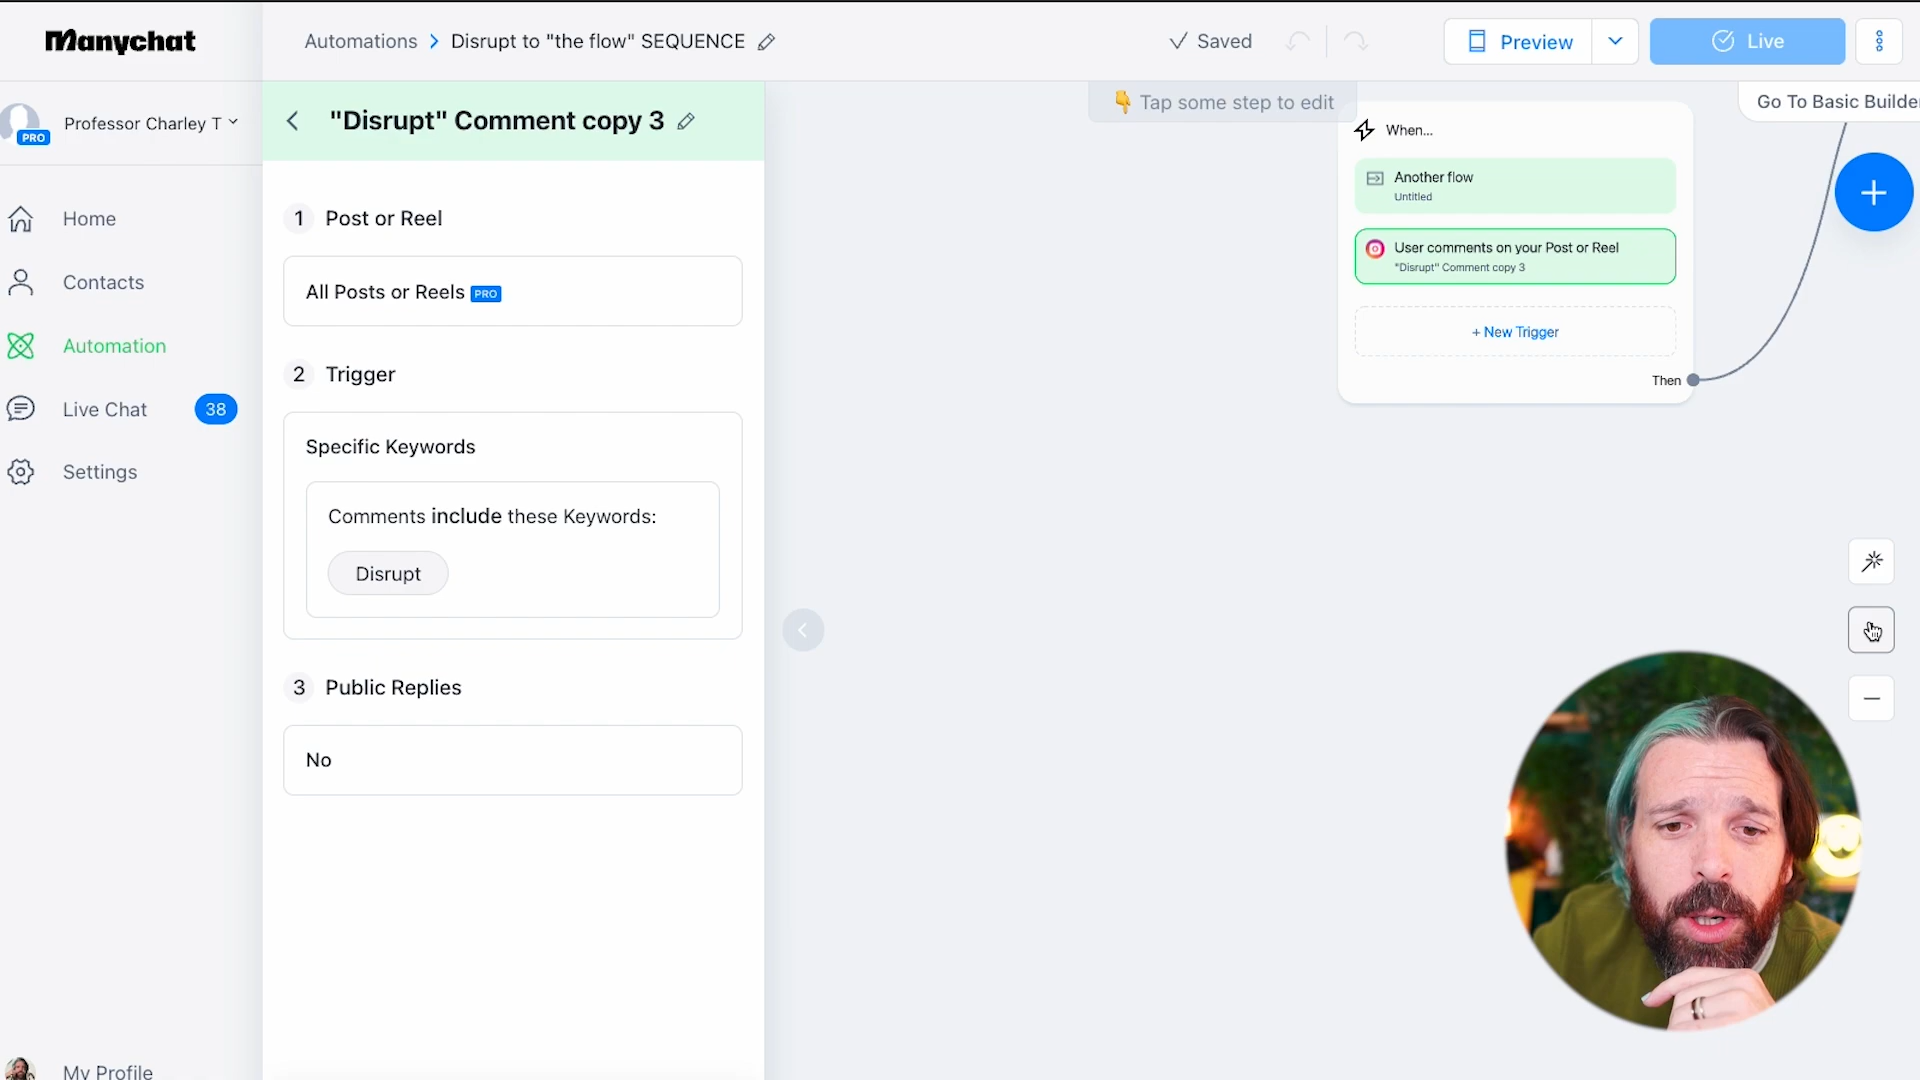 Manychat
Automations > Disrupt to "the flow" SEQUENCE
Saved
Preview
Live
Professor Charley T
PRO
Home
Contacts
Automation
Live Chat
38
Settings
My Profile
"Disrupt" Comment copy 3
1 Post or Reel
All Posts or Reels PRO
2 Trigger
Specific Keywords
Comments include these Keywords:
Disrupt
3 Public Replies
No
Tap some step to edit
Go To Basic Builder
When...
Another flow
Untitled
User comments on your Post or Reel
"Disrupt" Comment copy 3
+ New Trigger
Then